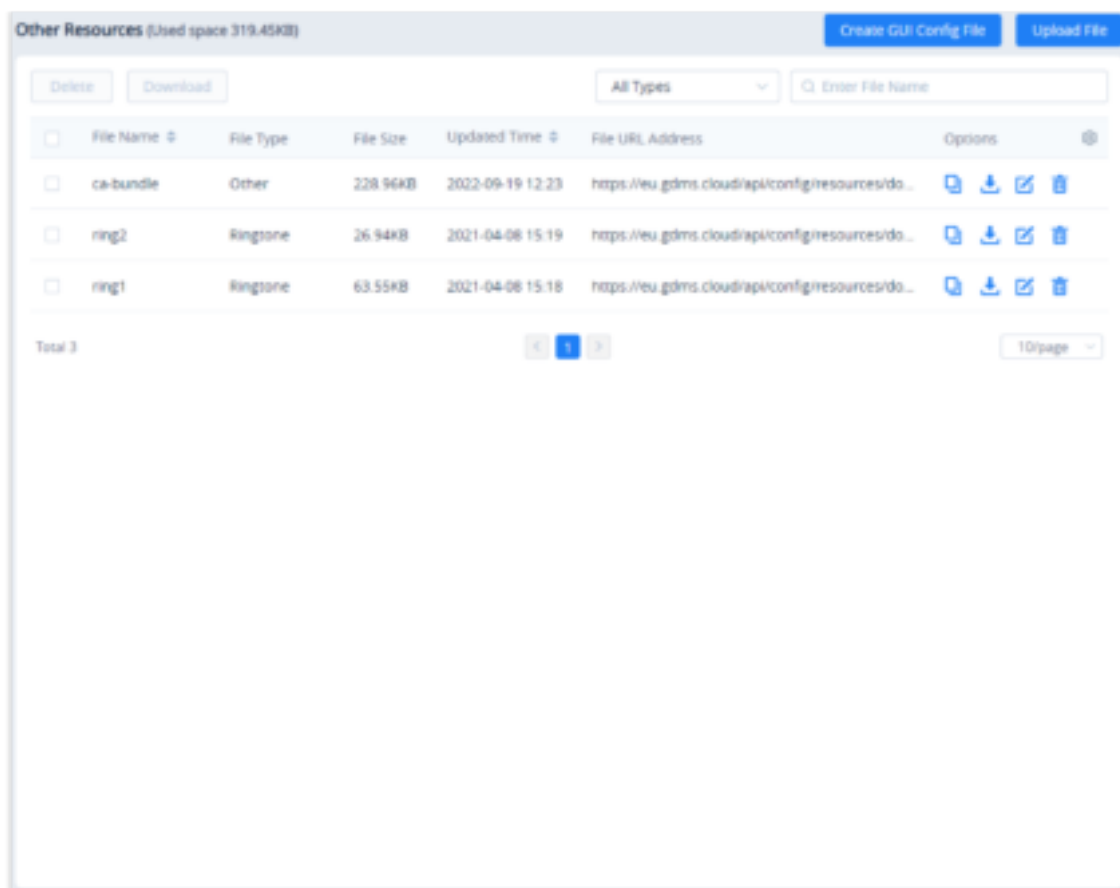 Other Resources (Used space 319.45KB) Create GUI Config File Upload File
Delete Download All Types Enter File Name
File Name File Type File Size Updated Time File URL Address Options
ca-bundle Other 228.96KB 2022-09-19 12:23 https://eu.gdms.cloud/api/config/resources/do...
ring2 Ringtone 26.94KB 2021-04-08 15:19 https://eu.gdms.cloud/api/config/resources/do...
ring1 Ringtone 63.55KB 2021-04-08 15:18 https://eu.gdms.cloud/api/config/resources/do...
Total 3 < 1 > 10/page